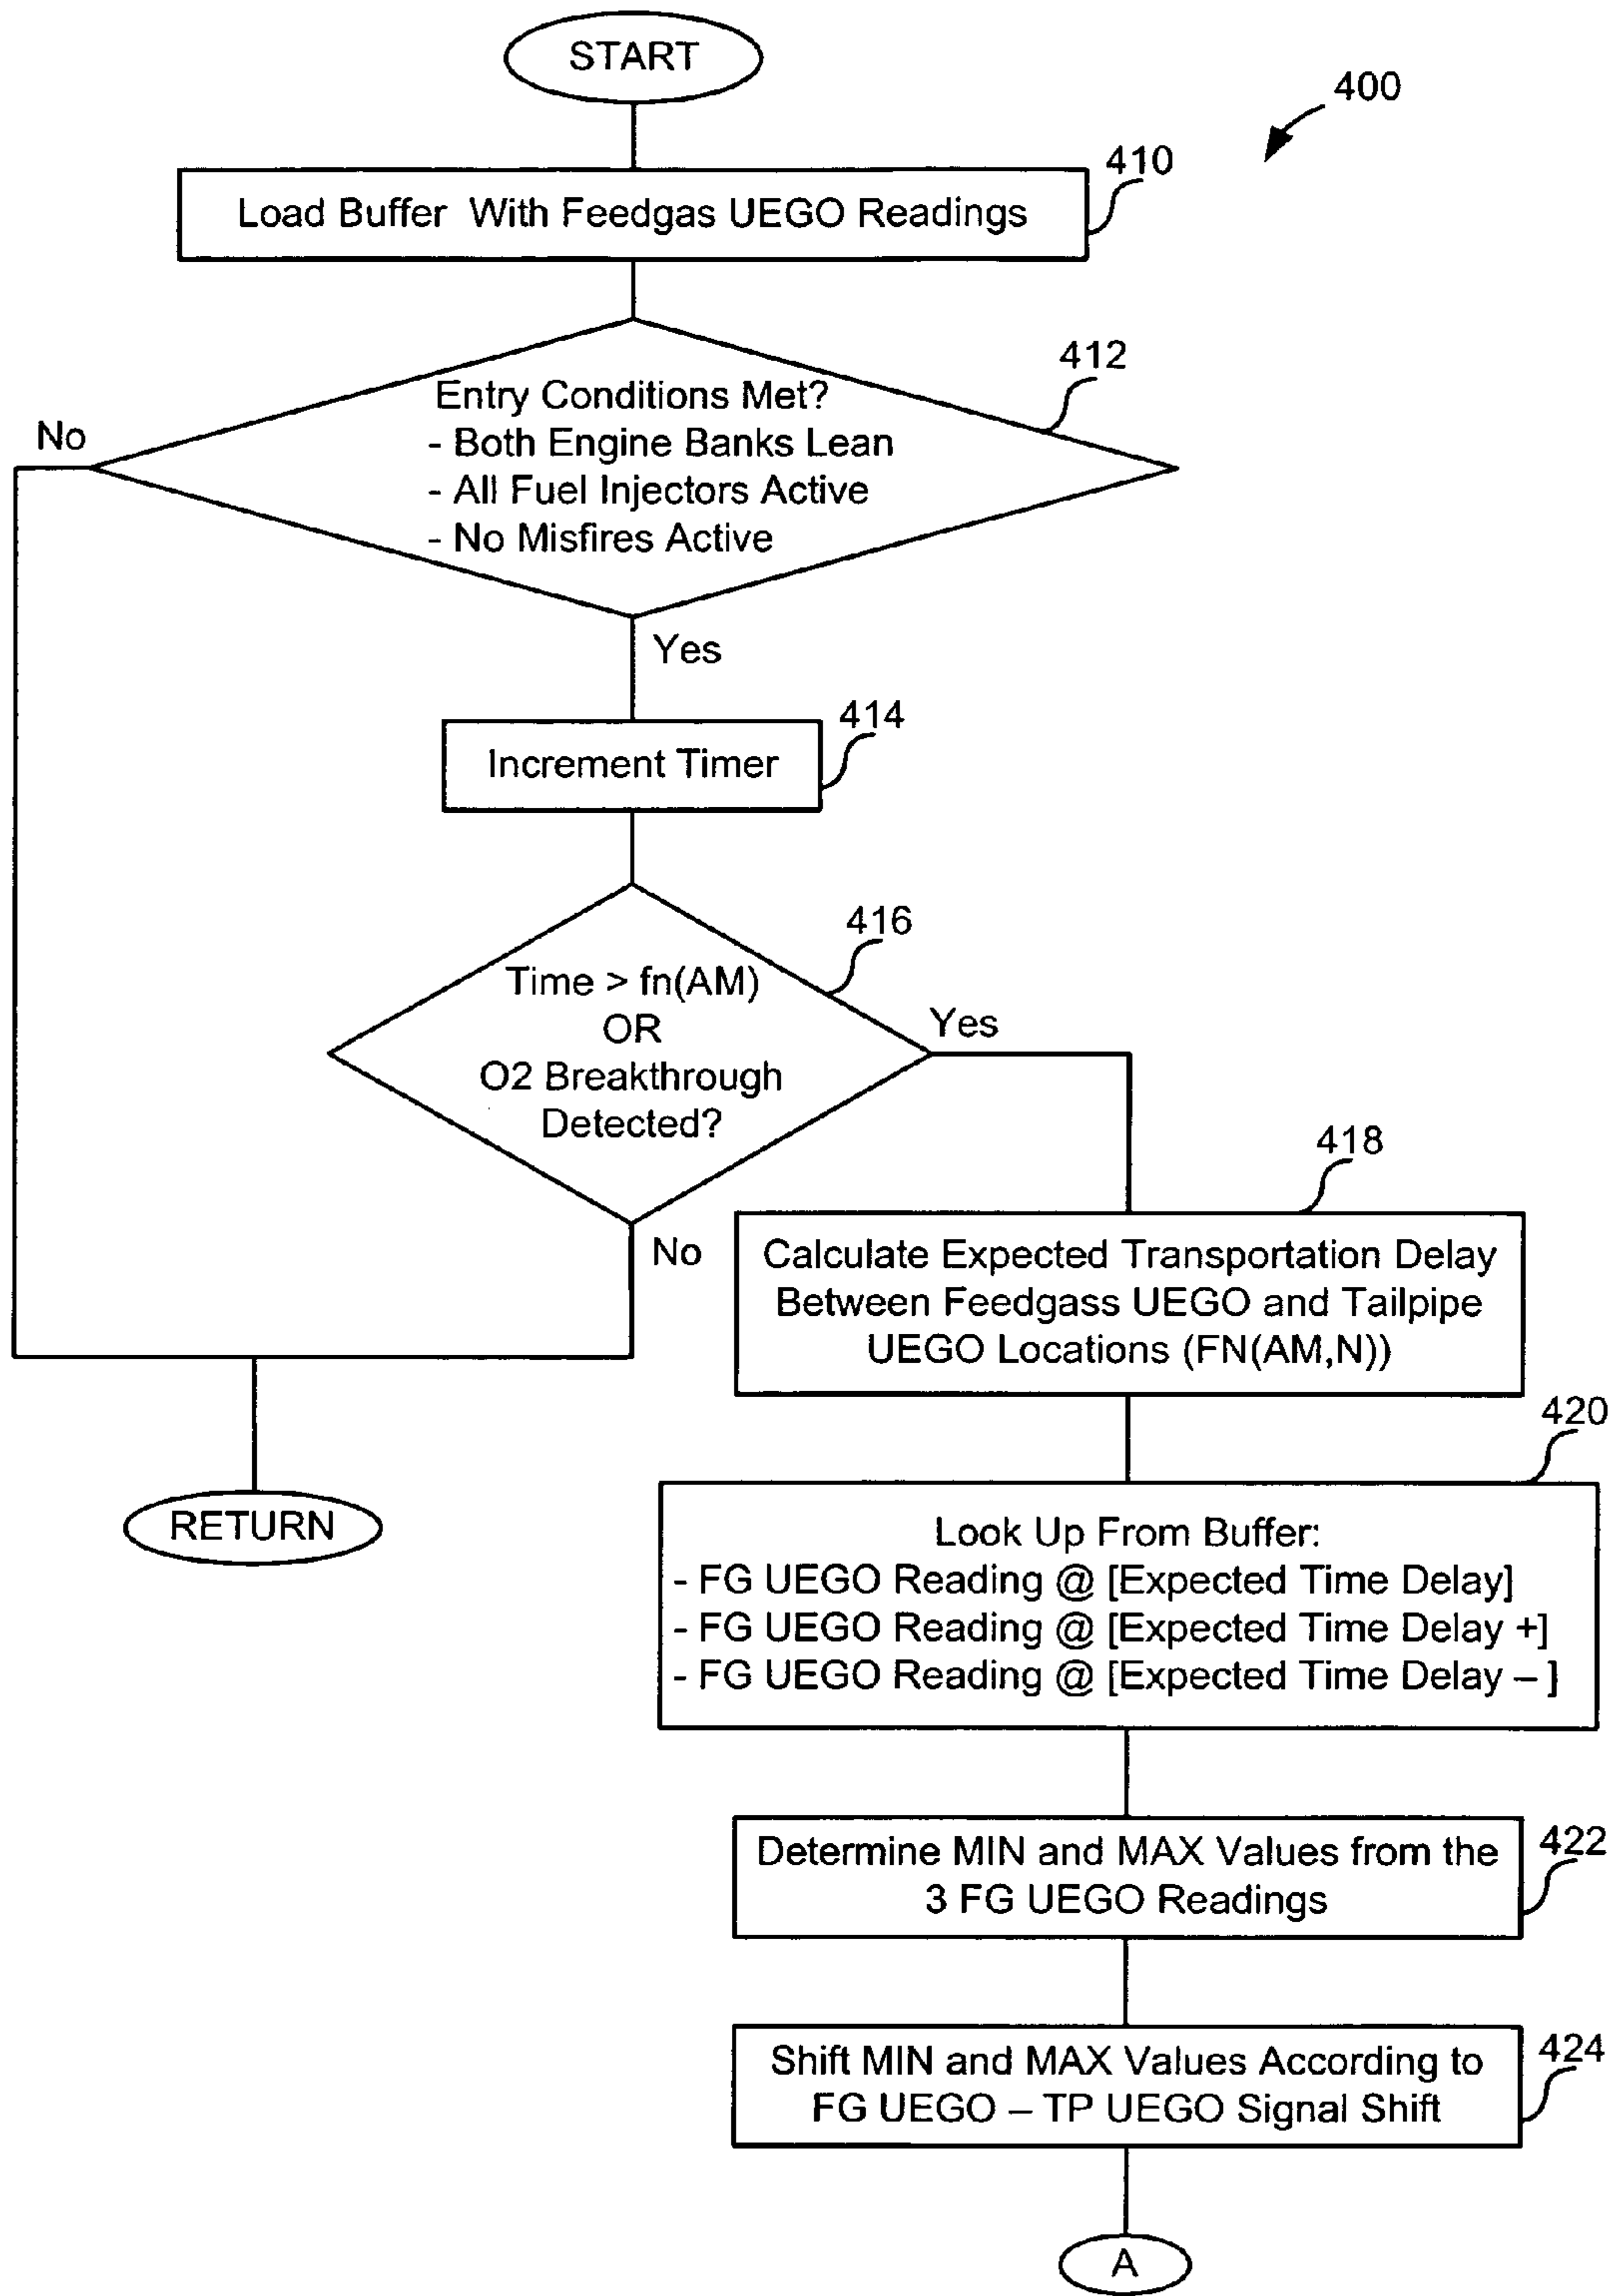 START
400
410
Load Buffer With Feedgas UEGO Readings
412
Entry Conditions Met?
- Both Engine Banks Lean
- All Fuel Injectors Active
- No Misfires Active
No
Yes
414
Increment Timer
416
Time > fn(AM)
OR
O2 Breakthrough
Detected?
Yes
No
418
Calculate Expected Transportation Delay
Between Feedgass UEGO and Tailpipe
UEGO Locations (FN(AM,N))
RETURN
420
Look Up From Buffer:
- FG UEGO Reading @ [Expected Time Delay]
- FG UEGO Reading @ [Expected Time Delay +]
- FG UEGO Reading @ [Expected Time Delay – ]
422
Determine MIN and MAX Values from the
3 FG UEGO Readings
424
Shift MIN and MAX Values According to
FG UEGO – TP UEGO Signal Shift
A